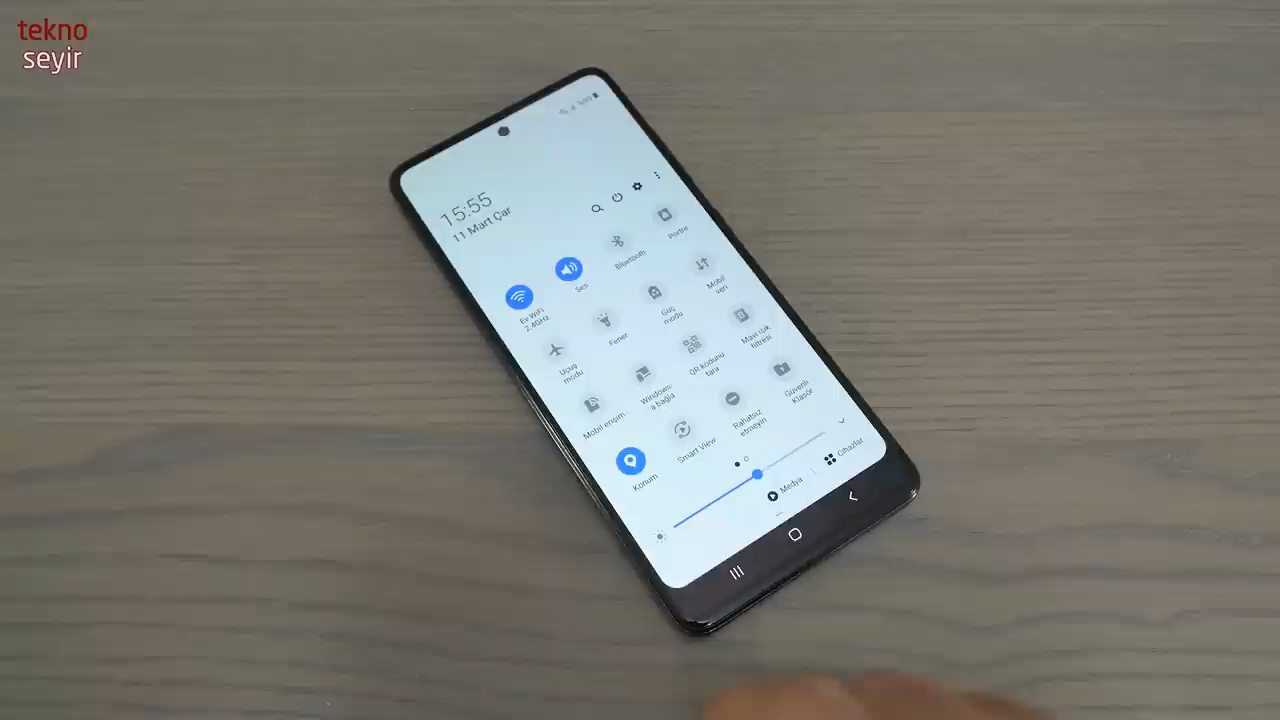 tekno
seyir
15:55
11 Mart Çar
Ev WiFi
2.4GHz
Ses
Bluetooth
Portre
Uçuş
modu
Fener
Güç
modu
Mobil
veri
Mobil erişim
Windows-
a bağla
QR kodunu
tara
Mavi ışık
filtresi
Konum
Smart View
Rahatsız
etmeyin
Güvenli
Klasör
Medya
Cihazlar